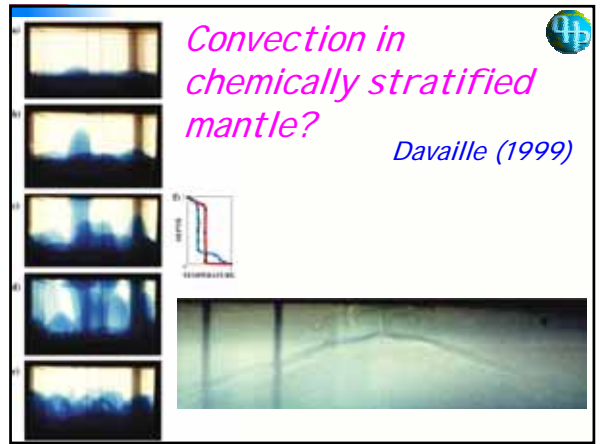 Convection in
chemically stratified
mantle?
Davaille (1999)
a)
b)
c)
d)
e)
f)
DEPTH
TEMPERATURE